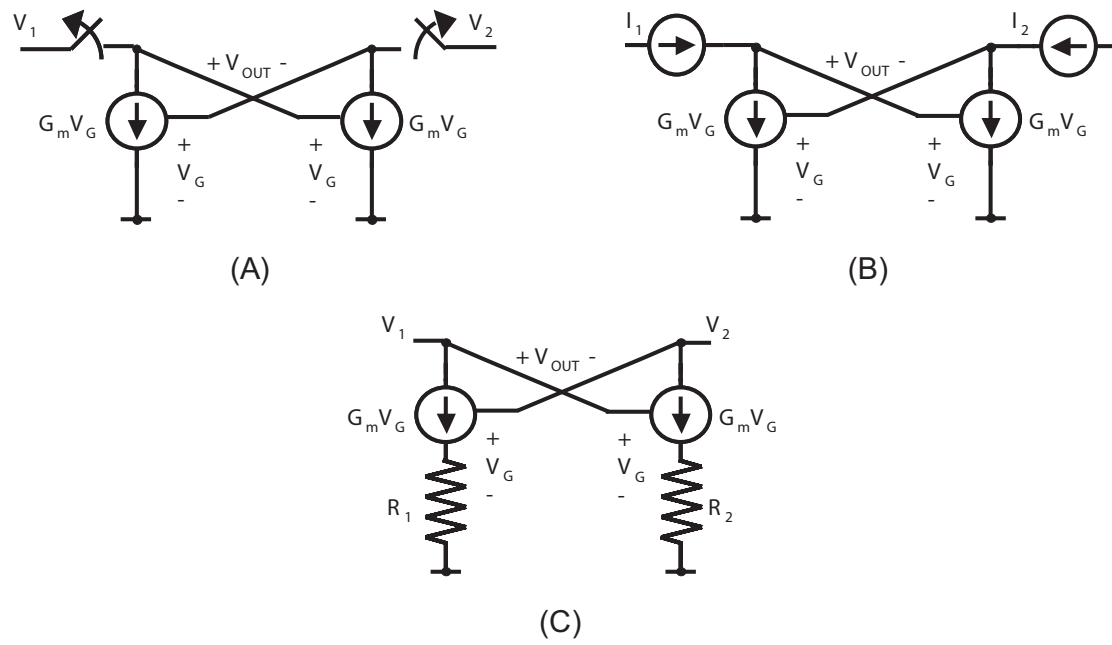 V1 V2
+ VOUT -
GmVG GmVG
+ +
VG VG
- -
(A)
I1 I2
+ VOUT -
GmVG GmVG
+ +
VG VG
- -
(B)
V1 V2
+ VOUT -
GmVG GmVG
+ +
VG VG
- -
R1 R2
(C)